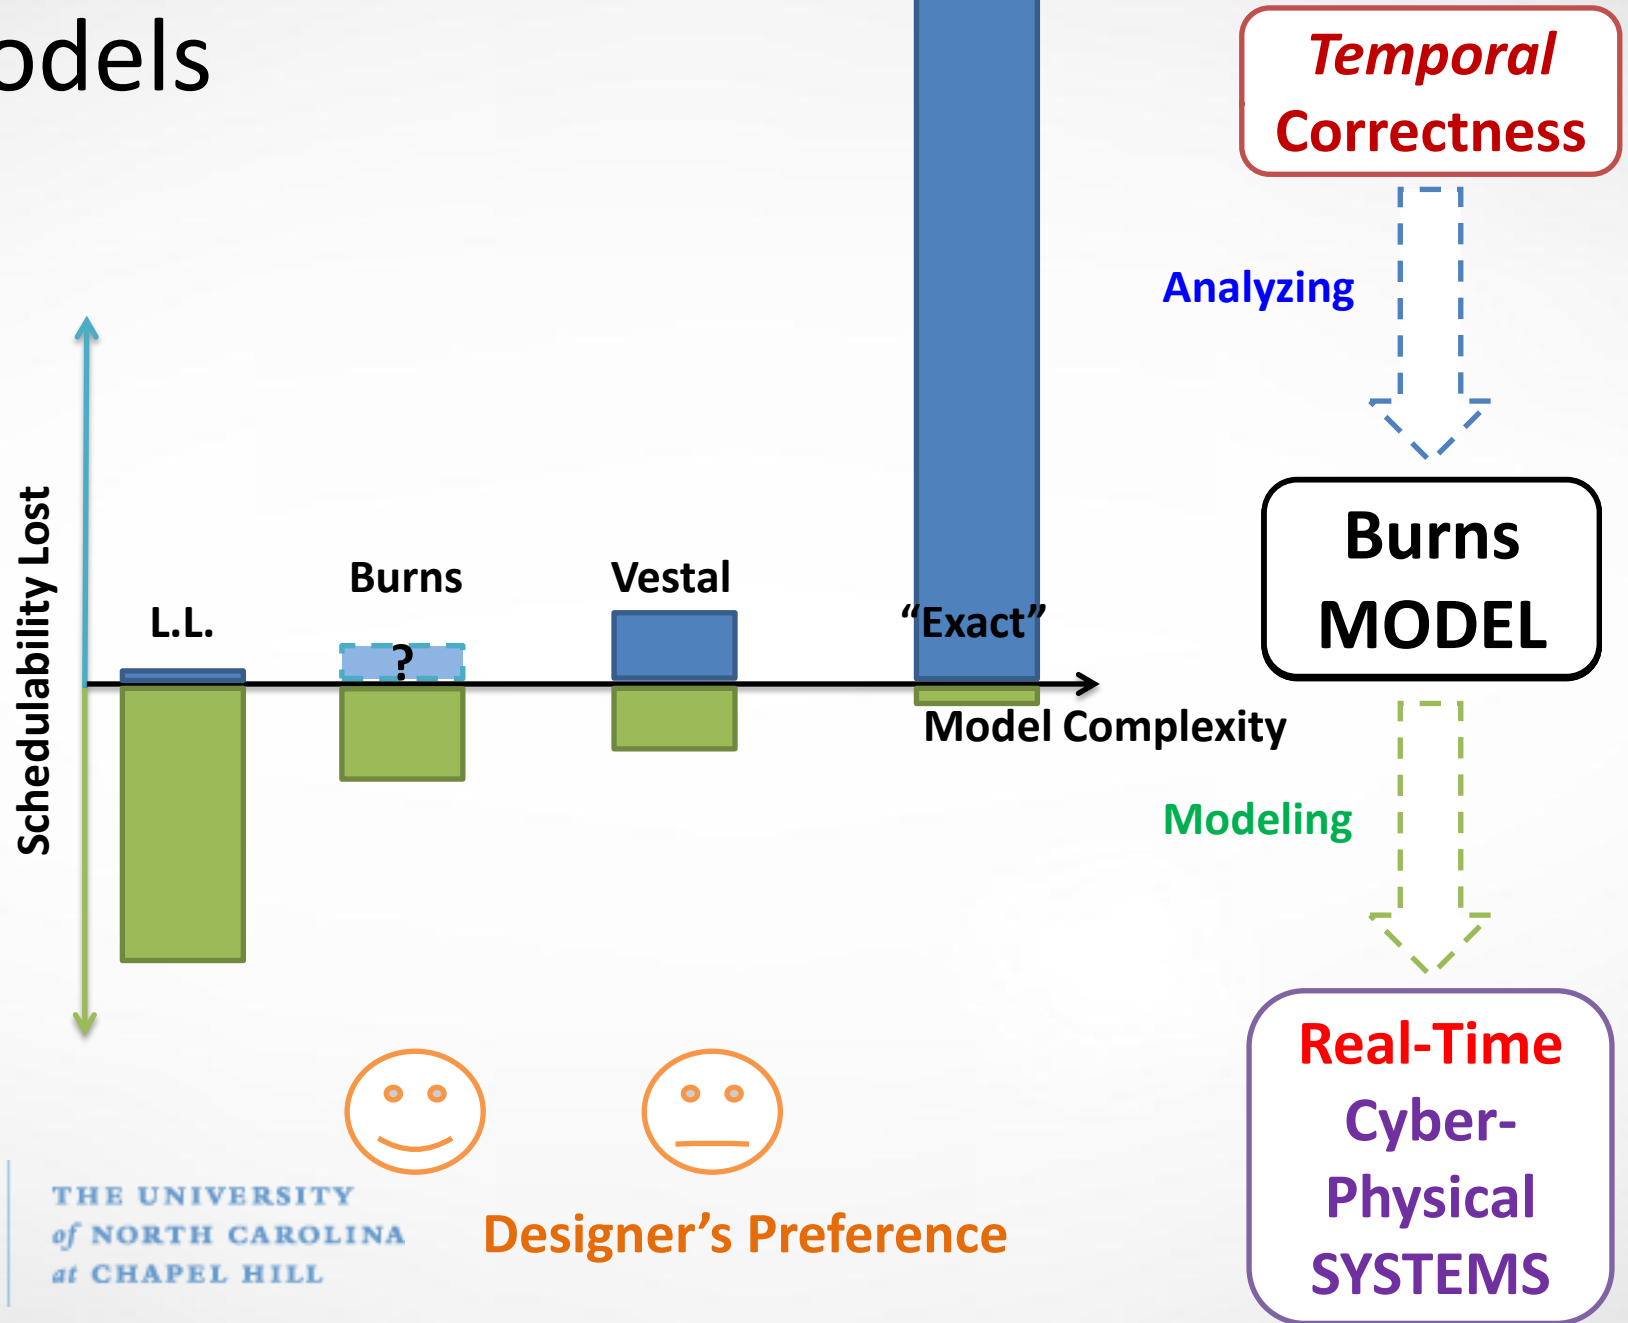 odels
Temporal
Correctness
Analyzing
Schedulability Lost
L.L.
Burns
?
Vestal
“Exact”
Model Complexity
Burns
MODEL
Modeling
Real-Time
Cyber-
Physical
SYSTEMS
Designer’s Preference
THE UNIVERSITY
of NORTH CAROLINA
at CHAPEL HILL